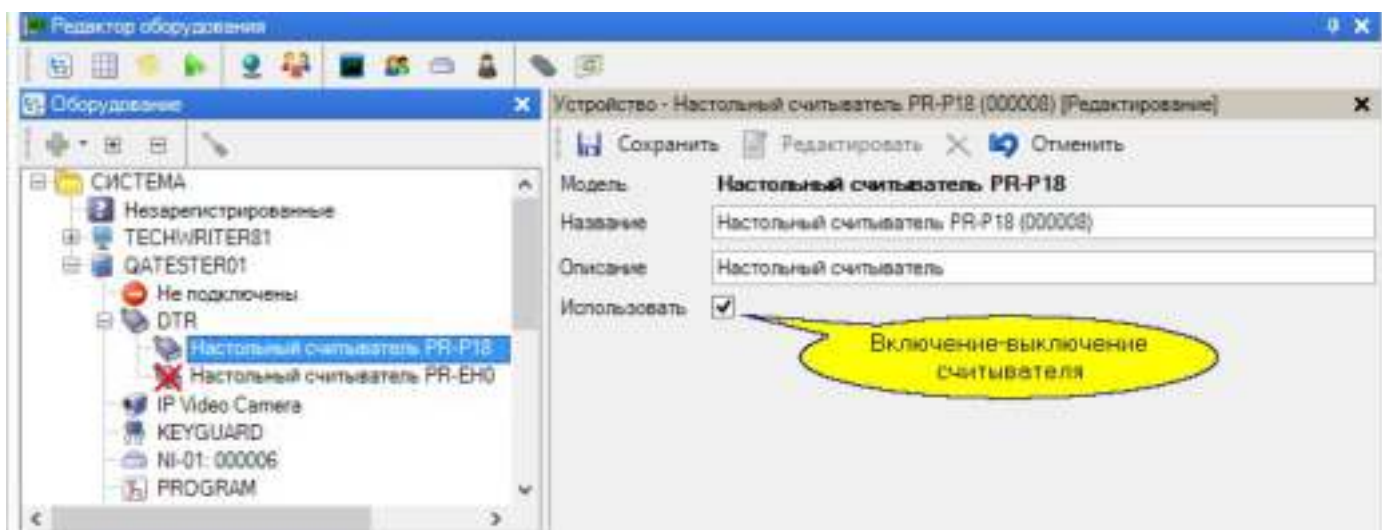 Редактор оборудования
Оборудование
СИСТЕМА
Незарегистрированные
TECHWRITER81
QATESTER01
Не подключены
DTR
Настольный считыватель PR-P18
Настольный считыватель PR-EH0
IP Video Camera
KEYGUARD
NI-01: 000006
PROGRAM
Устройство - Настольный считыватель PR-P18 (000008) [Редактирование]
Сохранить Редактировать Отменить
Модель Настольный считыватель PR-P18
Название Настольный считыватель PR-P18 (000008)
Описание Настольный считыватель
Использовать
Включение-выключение
считывателя